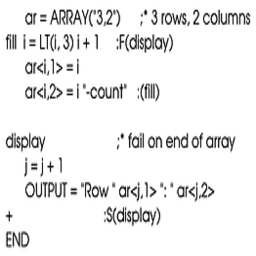 ar = ARRAY('3,2')     ;* 3 rows, 2 columns
fill  i = LT(i, 3) i + 1    :F(display)
ar<i,1> = i
ar<i,2> = i "-count"   :(fill)
display     ;* fail on end of array
j = j + 1
OUTPUT = "Row " ar<j,1> ": " ar<j,2>
+     :S(display)
END